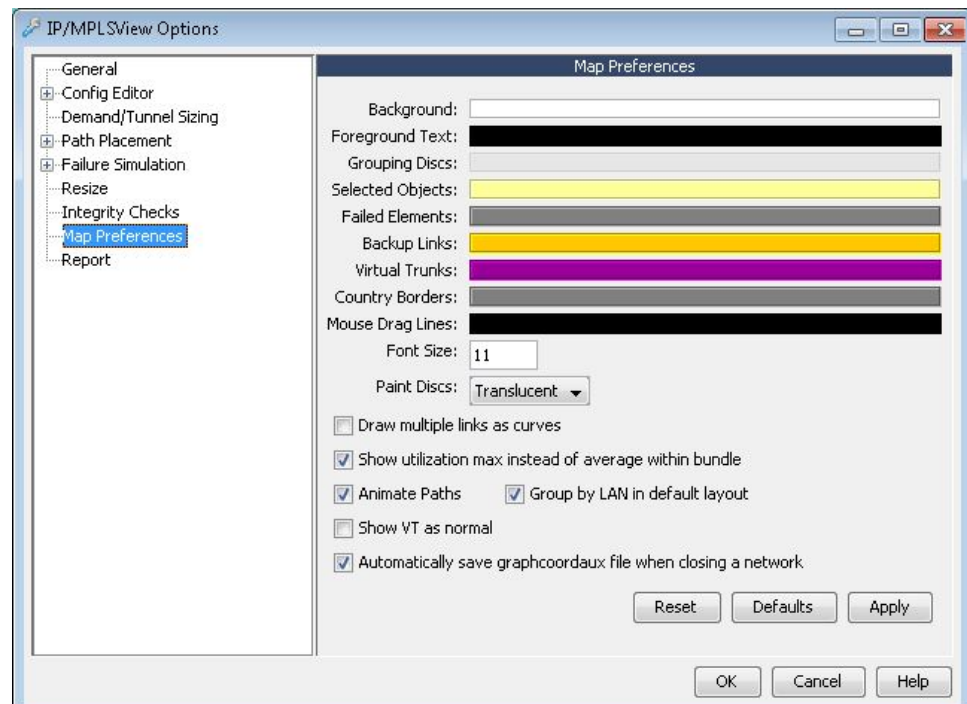 IP/MPLSView Options
General
Config Editor
Demand/Tunnel Sizing
Path Placement
Failure Simulation
Resize
Integrity Checks
Map Preferences
Report
Map Preferences
Background:
Foreground Text:
Grouping Discs:
Selected Objects:
Failed Elements:
Backup Links:
Virtual Trunks:
Country Borders:
Mouse Drag Lines:
Font Size: 11
Paint Discs: Translucent
Draw multiple links as curves
Show utilization max instead of average within bundle
Animate Paths Group by LAN in default layout
Show VT as normal
Automatically save graphcoordaux file when closing a network
Reset Defaults Apply
OK Cancel Help